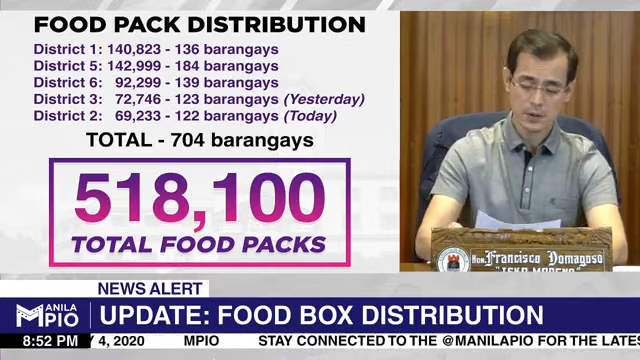 FOOD PACK DISTRIBUTION
District 1: 140,823 - 136 barangays
District 5: 142,999 - 184 barangays
District 6: 92,299 - 139 barangays
District 3: 72,746 - 123 barangays (Yesterday)
District 2: 69,233 - 122 barangays (Today)
TOTAL - 704 barangays
518,100
TOTAL FOOD PACKS
Hon. Francisco Domagoso
"ISKO MORENO"
NEWS ALERT
MANILA
PIO
UPDATE: FOOD BOX DISTRIBUTION
8:52 PM Y 4, 2020 MPIO STAY CONNECTED TO THE @MANILAPIO FOR THE LATES